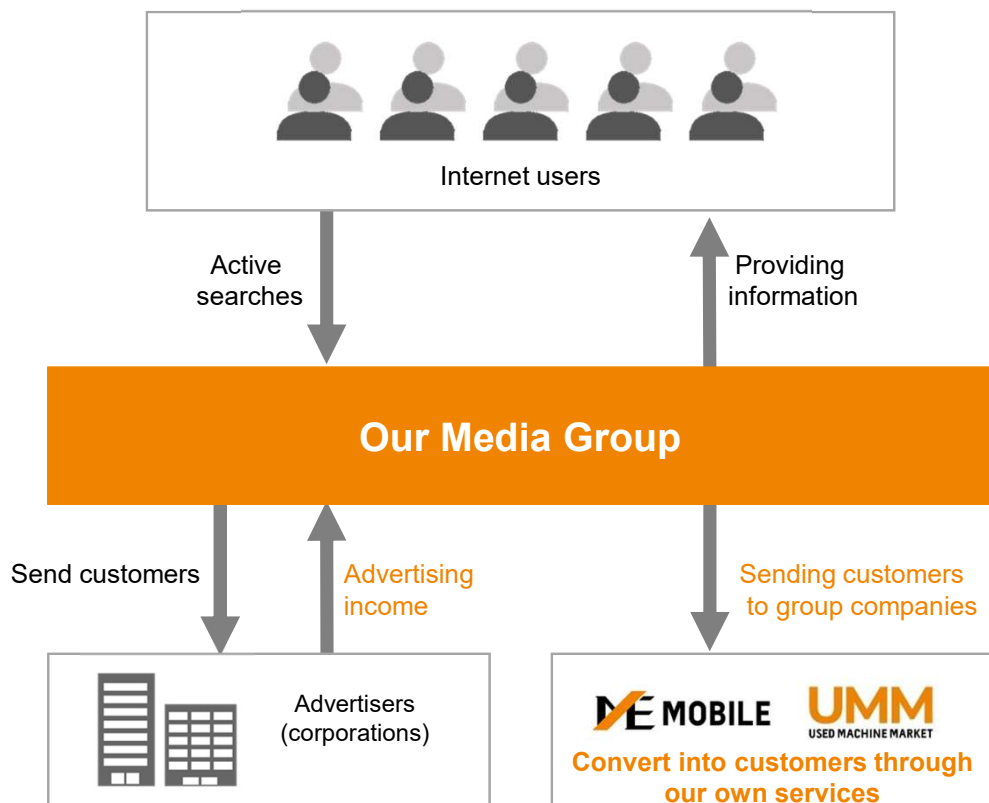 Internet users
Active
searches
Providing
information
Our Media Group
Send customers
Advertising
income
Sending customers
to group companies
Advertisers
(corporations)
ME MOBILE
UMM
USED MACHINE MARKET
Convert into customers through
our own services